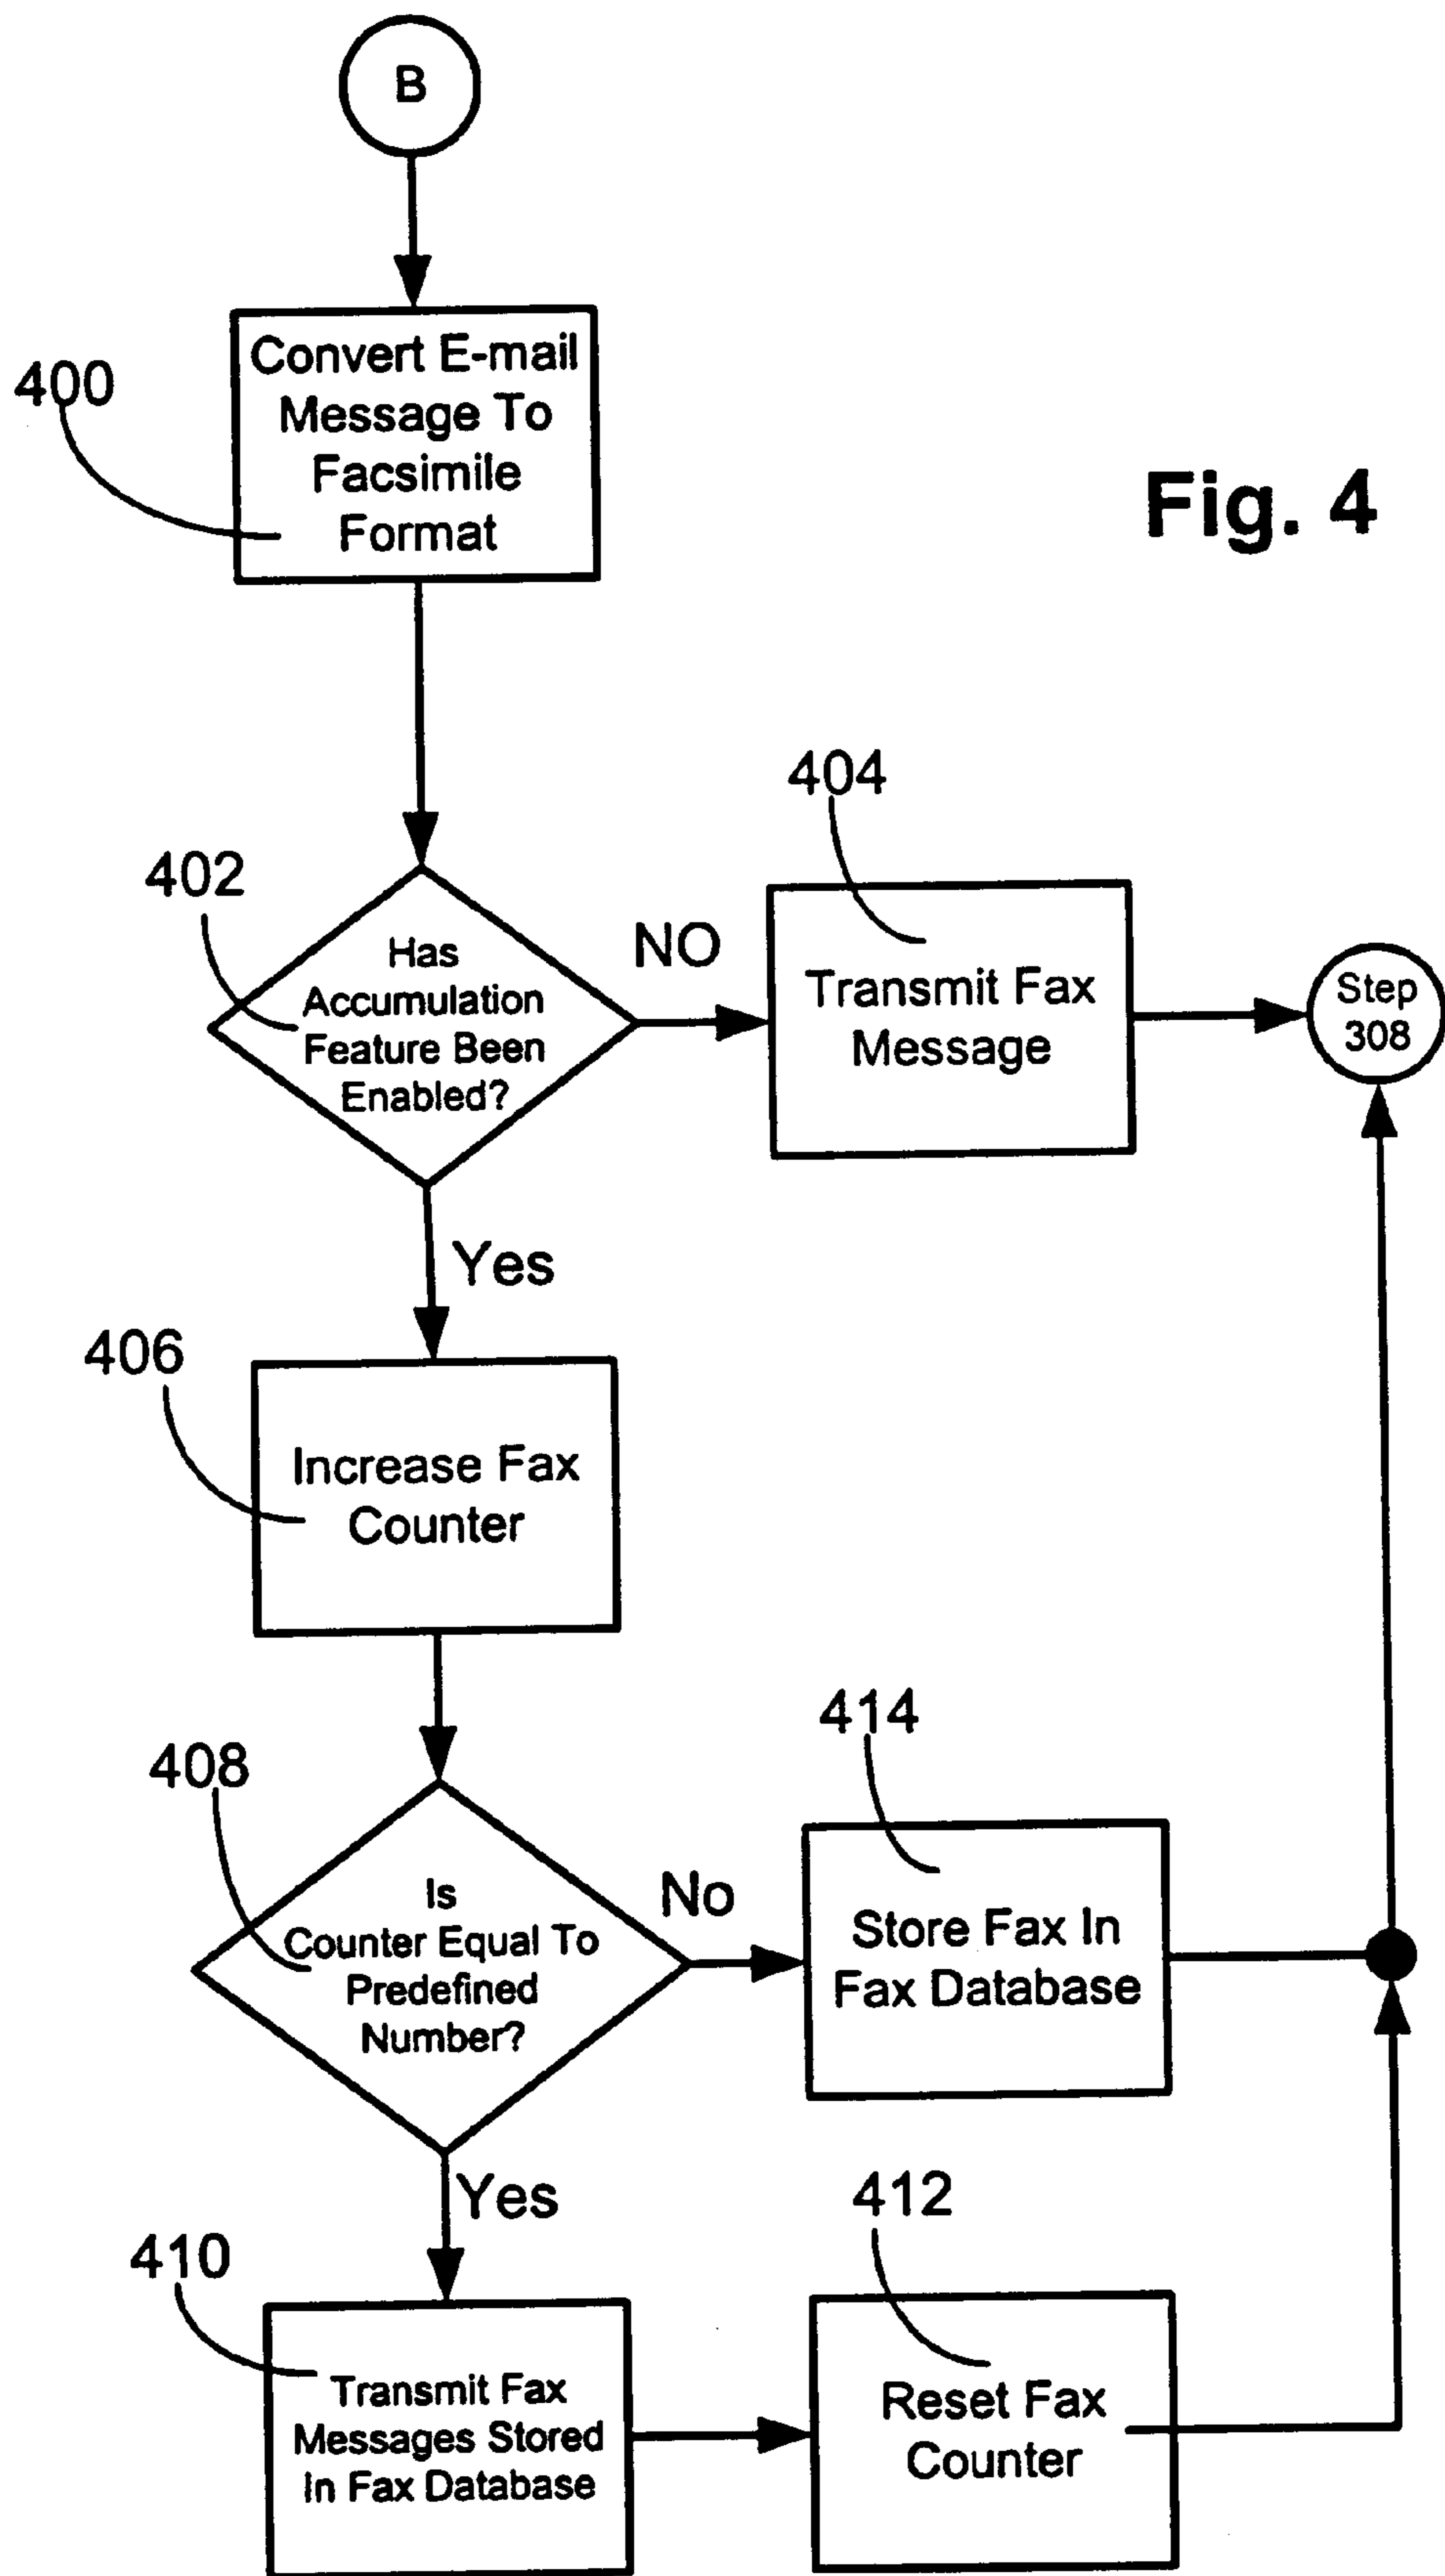 B
400
Convert E-mail
Message To
Facsimile
Format
Fig. 4
402
Has
Accumulation
Feature Been
Enabled?
NO
404
Transmit Fax
Message
Step
308
Yes
406
Increase Fax
Counter
408
Is
Counter Equal To
Predefined
Number?
No
414
Store Fax In
Fax Database
Yes
410
Transmit Fax
Messages Stored
In Fax Database
412
Reset Fax
Counter